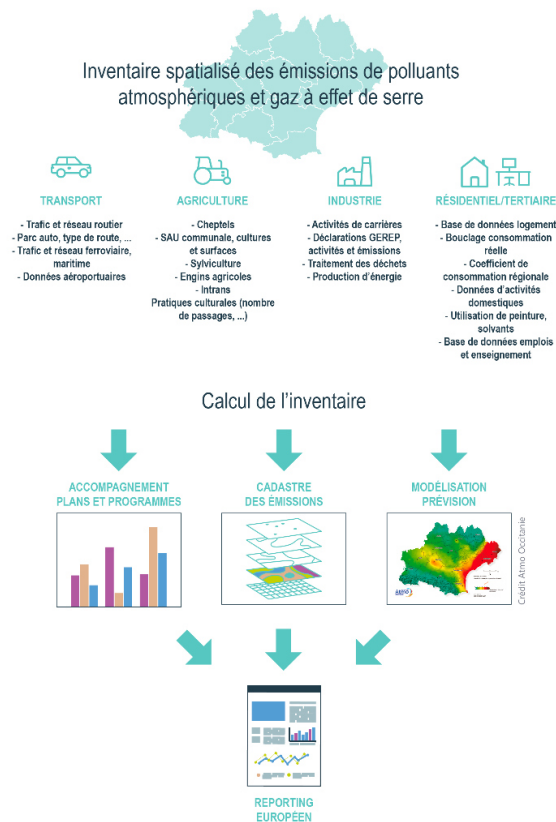 Inventaire spatialisé des émissions de polluants
atmosphériques et gaz à effet de serre
TRANSPORT
- Trafic et réseau routier
- Parc auto, type de route, ...
- Trafic et réseau ferroviaire,
maritime
- Données aéroportuaires
AGRICULTURE
- Cheptels
- SAU communale, cultures
et surfaces
- Sylviculture
- Engins agricoles
- Intrans
Pratiques culturales (nombre
de passages, ...)
INDUSTRIE
- Activités de carrières
- Déclarations GEREP,
activités et émissions
- Traitement des déchets
- Production d'énergie
RÉSIDENTIEL/TERTIAIRE
- Base de données logement
- Bouclage consommation
réelle
- Coefficient de
consommation régionale
- Données d'activités
domestiques
- Utilisation de peinture,
solvants
- Base de données emplois
et enseignement
Calcul de l'inventaire
ACCOMPAGNEMENT
PLANS ET PROGRAMMES
CADASTRE
DES ÉMISSIONS
MODÉLISATION
PRÉVISION
Crédit Atmo Occitanie
REPORTING
EUROPÉEN